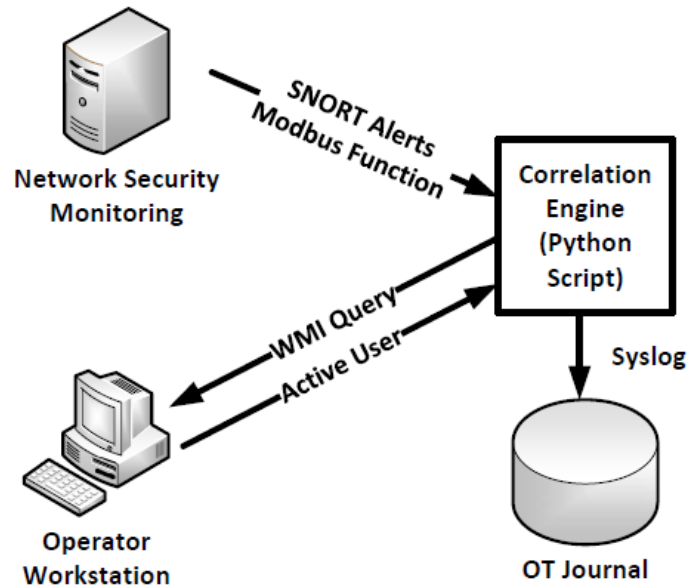 SNORT Alerts
Modbus Function
Network Security
Monitoring
Correlation
Engine
(Python
Script)
WMI Query
Active User
Syslog
Operator
Workstation
OT Journal